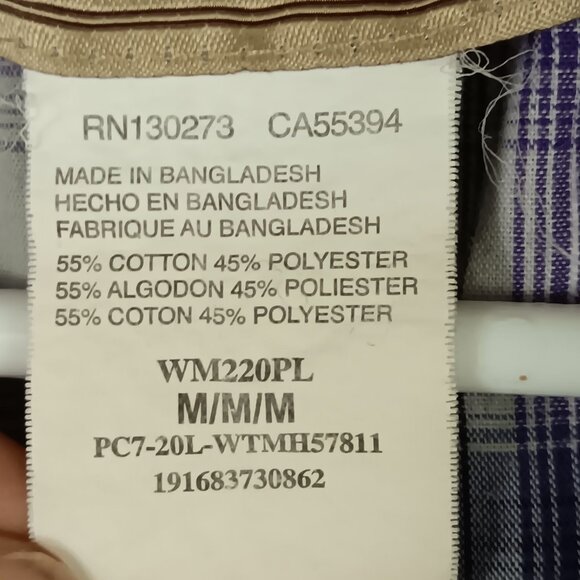 RN130273 CA55394
MADE IN BANGLADESH
HECHO EN BANGLADESH
FABRIQUE AU BANGLADESH
55% COTTON 45% POLYESTER
55% ALGODON 45% POLIESTER
55% COTON 45% POLYESTER
WM220PL
M/M/M
PC7-20L-WTMH57811
191683730862